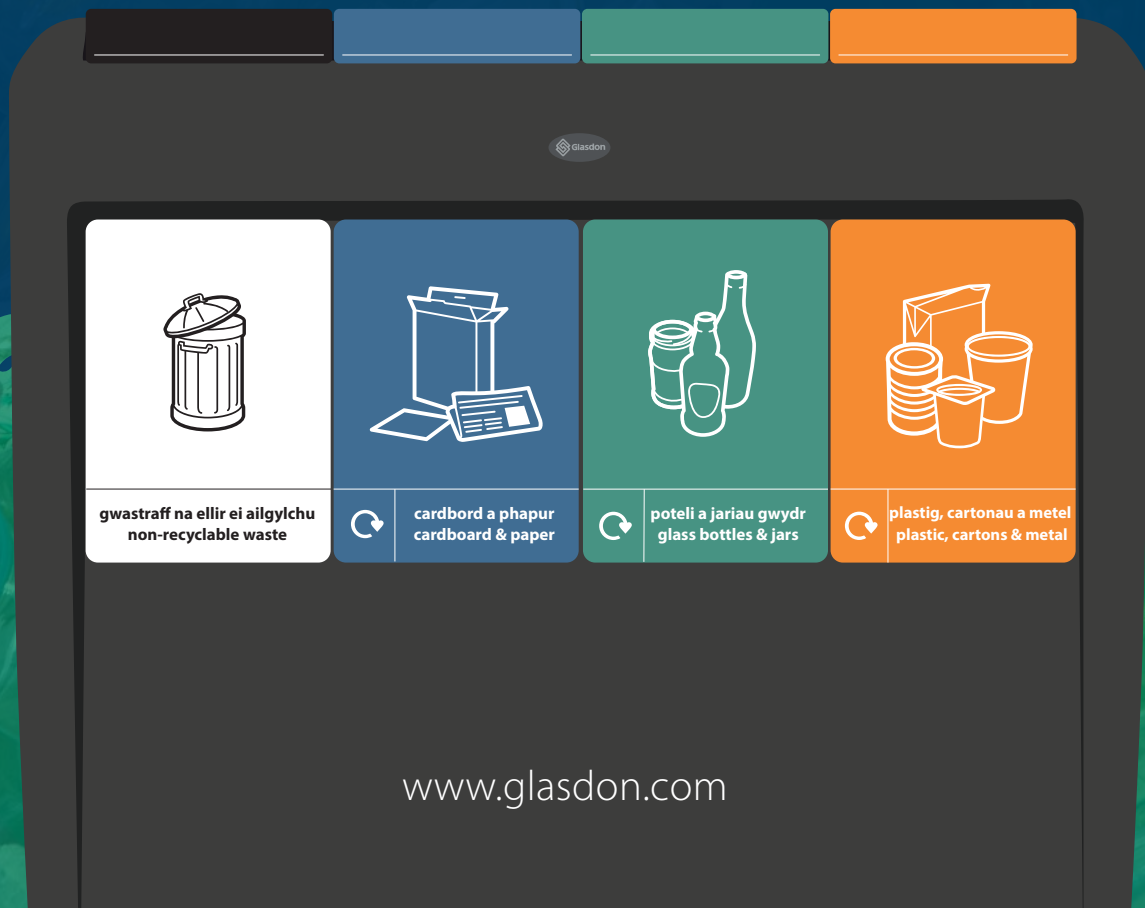 Glasdon
gwastraff na ellir ei ailgylchu
non-recyclable waste
cardbord a phapur
cardboard & paper
poteli a jariau gwydr
glass bottles & jars
plastig, cartonau a metel
plastic, cartons & metal
www.glasdon.com